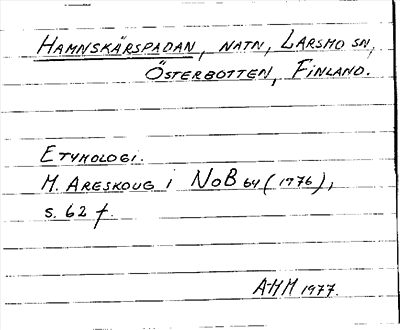 HAMNSKÄRSPADAN, NATN, LARSMO SN,
ÖSTERBOTTEN, FINLAND.
ETYMOLOGI.
M. ARESKOUG i NoB 64 (1976),
s. 62 f.
AHM 1977.